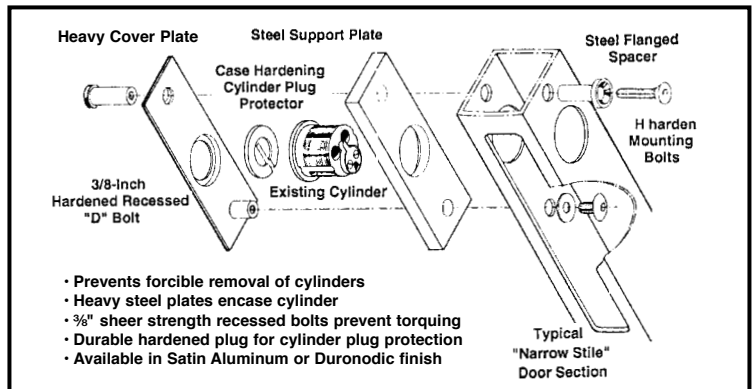 Heavy Cover Plate
Steel Support Plate
Steel Flanged
Spacer
Case Hardening
Cylinder Plug
Protector
H harden
Mounting
Bolts
3/8-Inch
Hardened Recessed
"D" Bolt
Existing Cylinder
· Prevents forcible removal of cylinders
· Heavy steel plates encase cylinder
· ⅜" sheer strength recessed bolts prevent torquing
· Durable hardened plug for cylinder plug protection
· Available in Satin Aluminum or Duronodic finish
Typical
"Narrow Stile"
Door Section